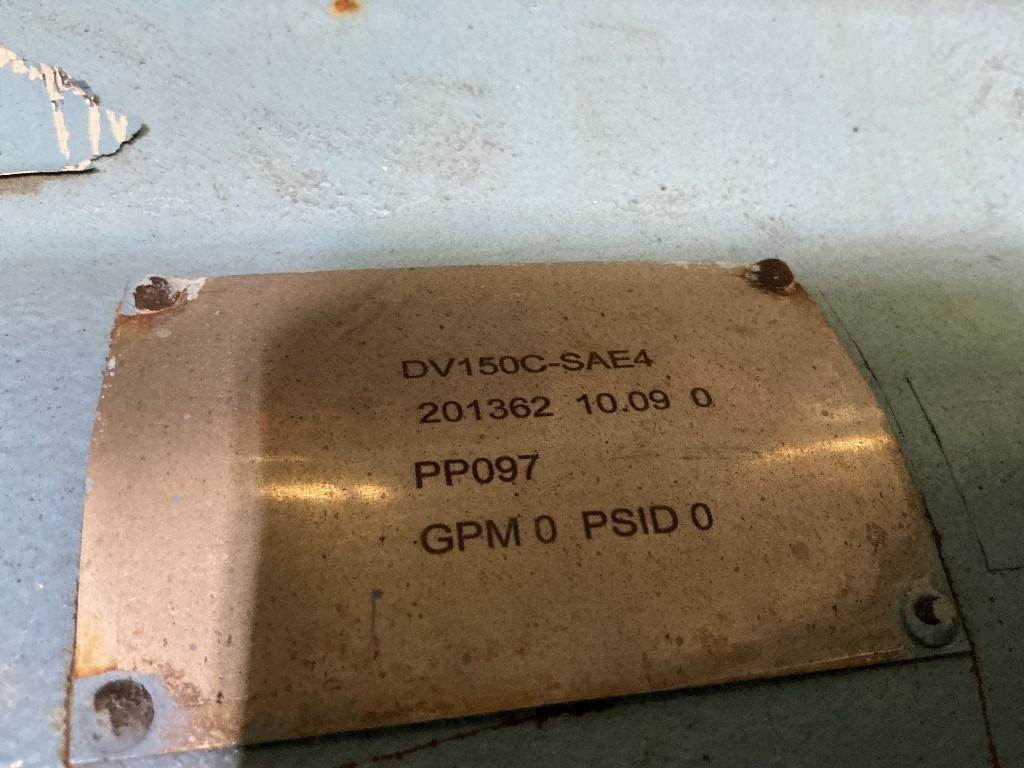 DV150C-SAE4
201362 10.09 0
PP097
GPM 0 PSID 0